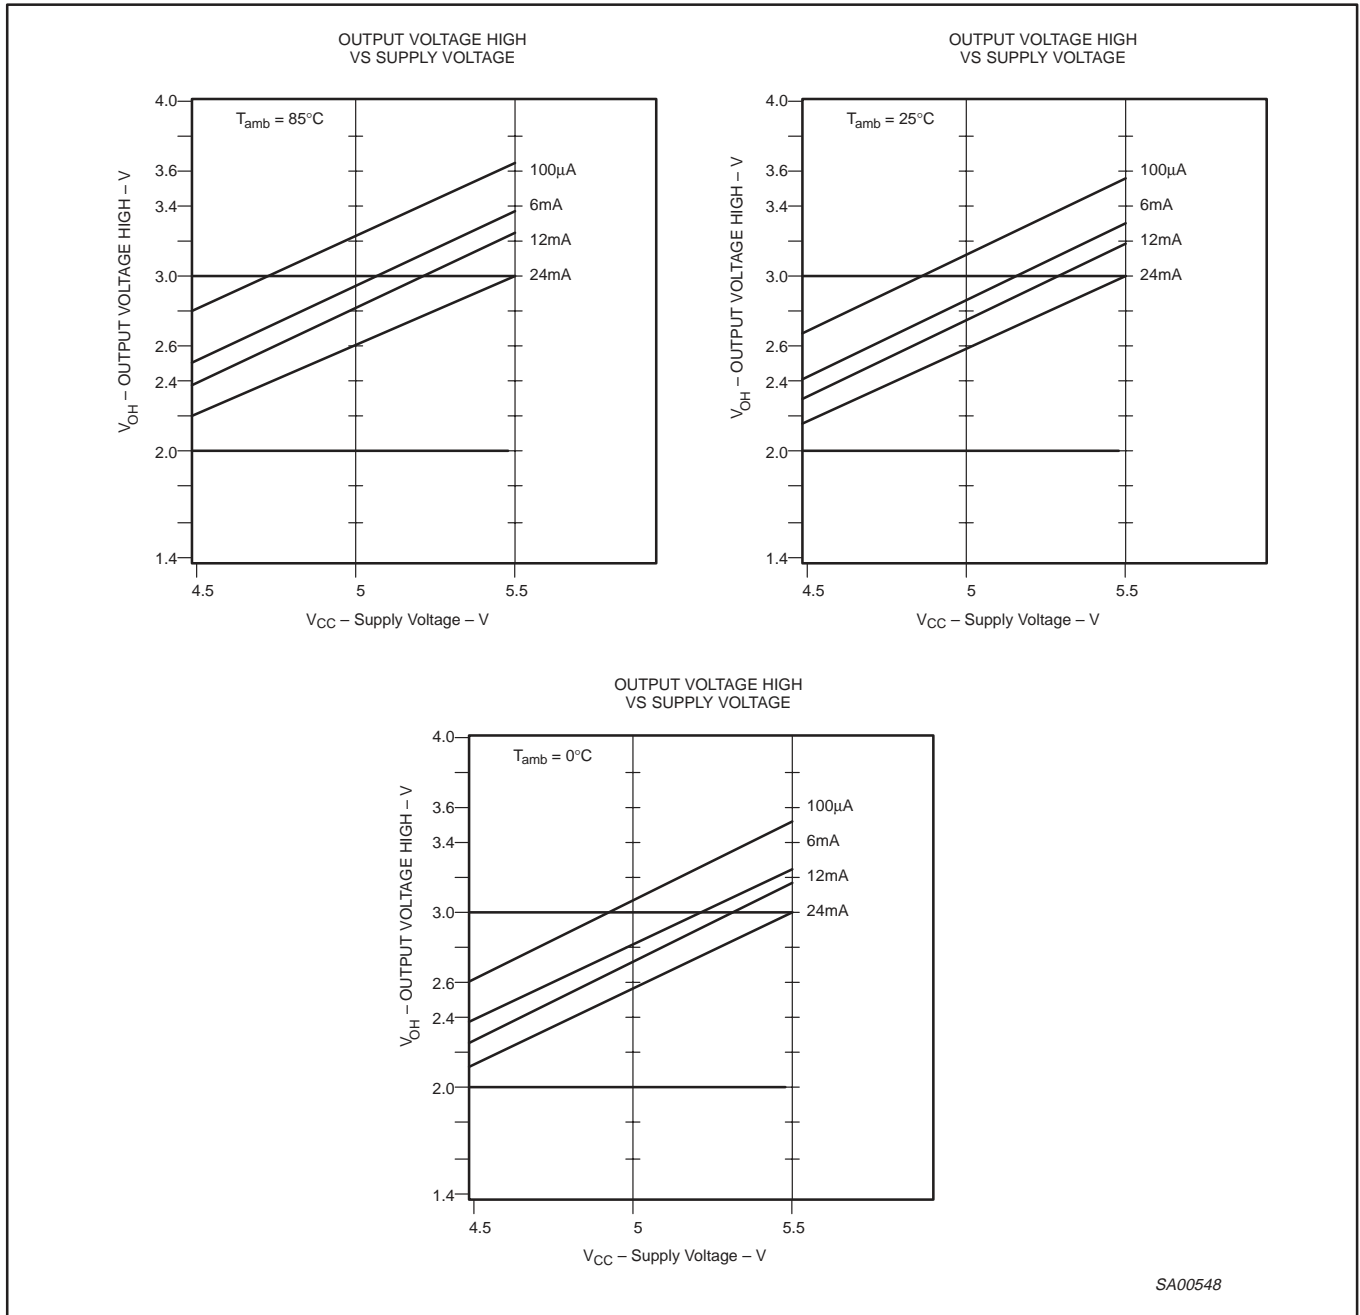 OUTPUT VOLTAGE HIGH
VS SUPPLY VOLTAGE
4.0
Tamb = 85°C
3.6
3.4
3.0
2.6
2.4
2.0
1.4
VOH – OUTPUT VOLTAGE HIGH – V
100µA
6mA
12mA
24mA
4.5 5 5.5
VCC – Supply Voltage – V
OUTPUT VOLTAGE HIGH
VS SUPPLY VOLTAGE
4.0
Tamb = 25°C
3.6
3.4
3.0
2.6
2.4
2.0
1.4
VOH – OUTPUT VOLTAGE HIGH – V
100µA
6mA
12mA
24mA
4.5 5 5.5
VCC – Supply Voltage – V
OUTPUT VOLTAGE HIGH
VS SUPPLY VOLTAGE
4.0
Tamb = 0°C
3.6
3.4
3.0
2.6
2.4
2.0
1.4
VOH – OUTPUT VOLTAGE HIGH – V
100µA
6mA
12mA
24mA
4.5 5 5.5
VCC – Supply Voltage – V
SA00548